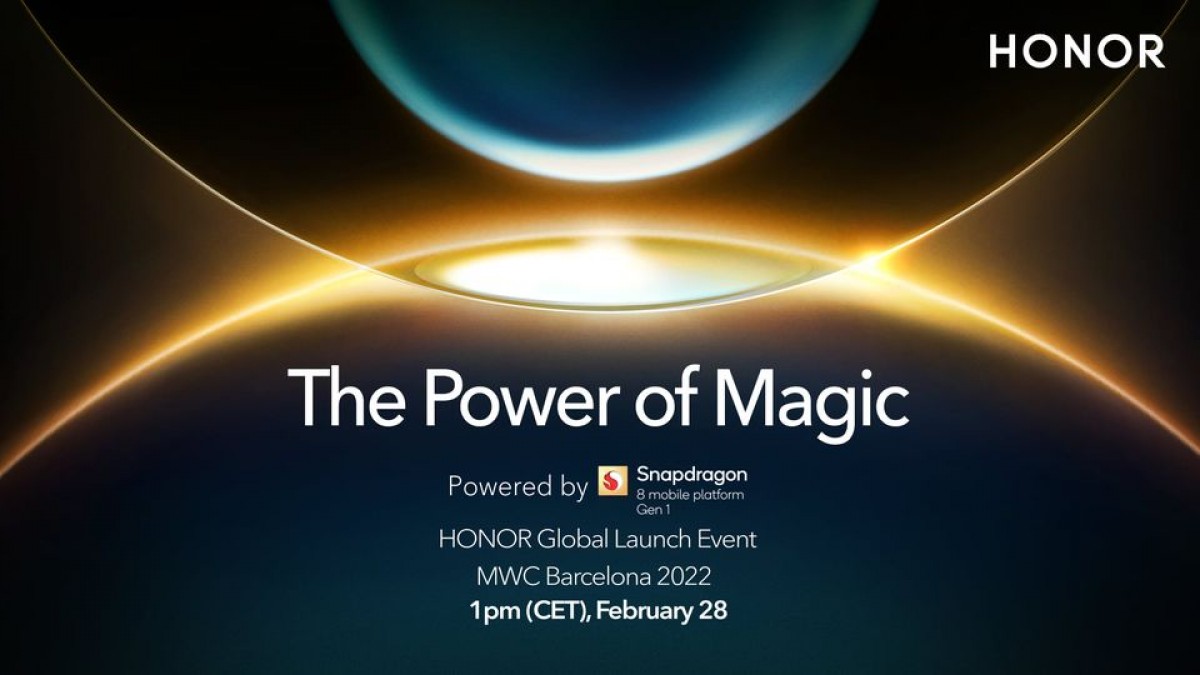 HONOR
The Power of Magic
Powered by Snapdragon
8 mobile platform
Gen 1
HONOR Global Launch Event
MWC Barcelona 2022
1pm (CET), February 28